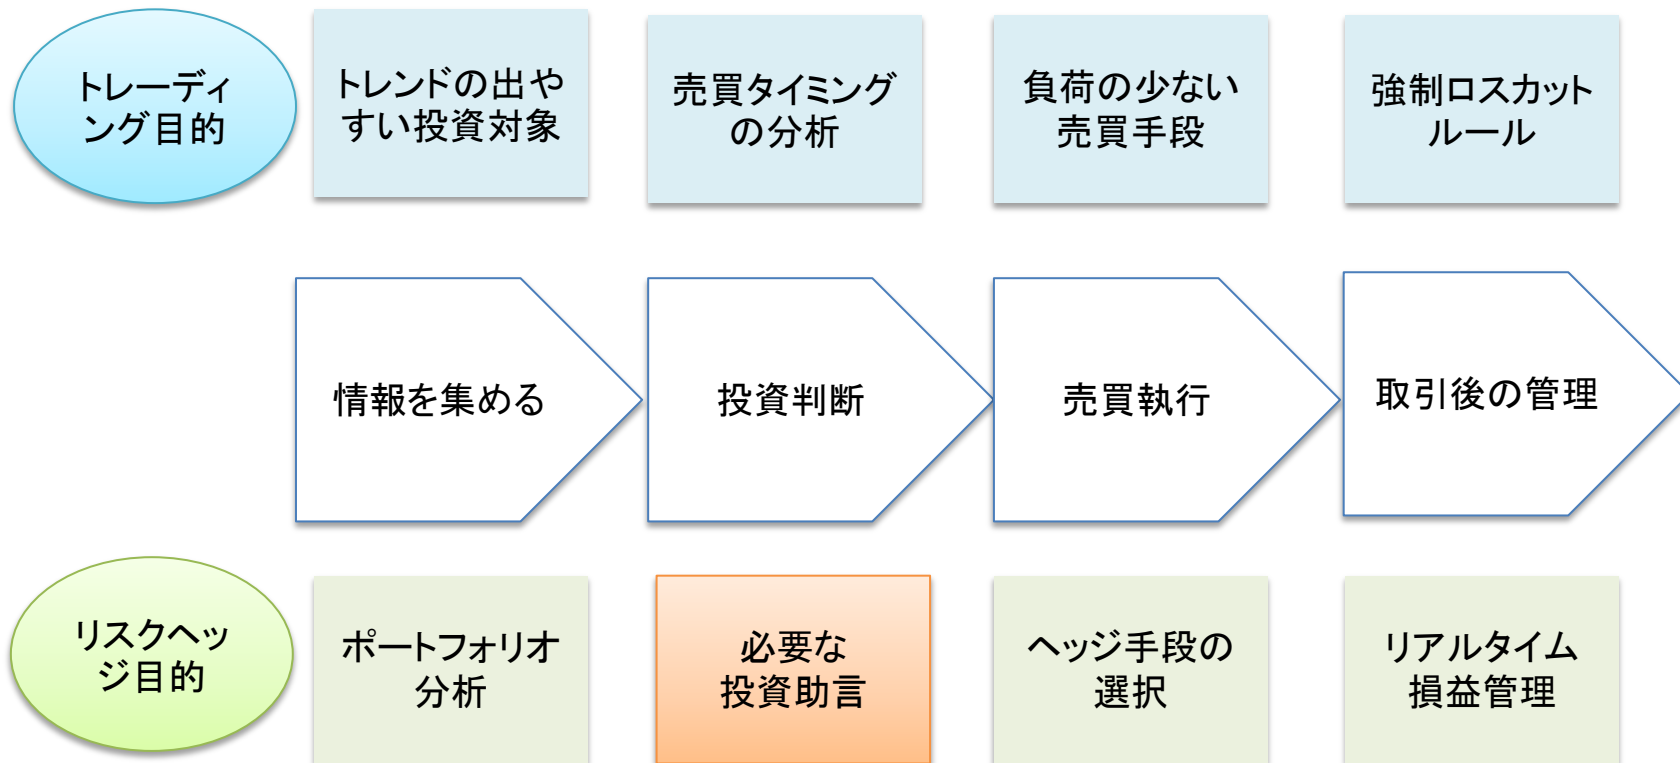 トレーディ
ング目的
トレンドの出や
すい投資対象
売買タイミング
の分析
負荷の少ない
売買手段
強制ロスカット
ルール
情報を集める
投資判断
売買執行
取引後の管理
リスクヘッ
ジ目的
ポートフォリオ
分析
必要な
投資助言
ヘッジ手段の
選択
リアルタイム
損益管理